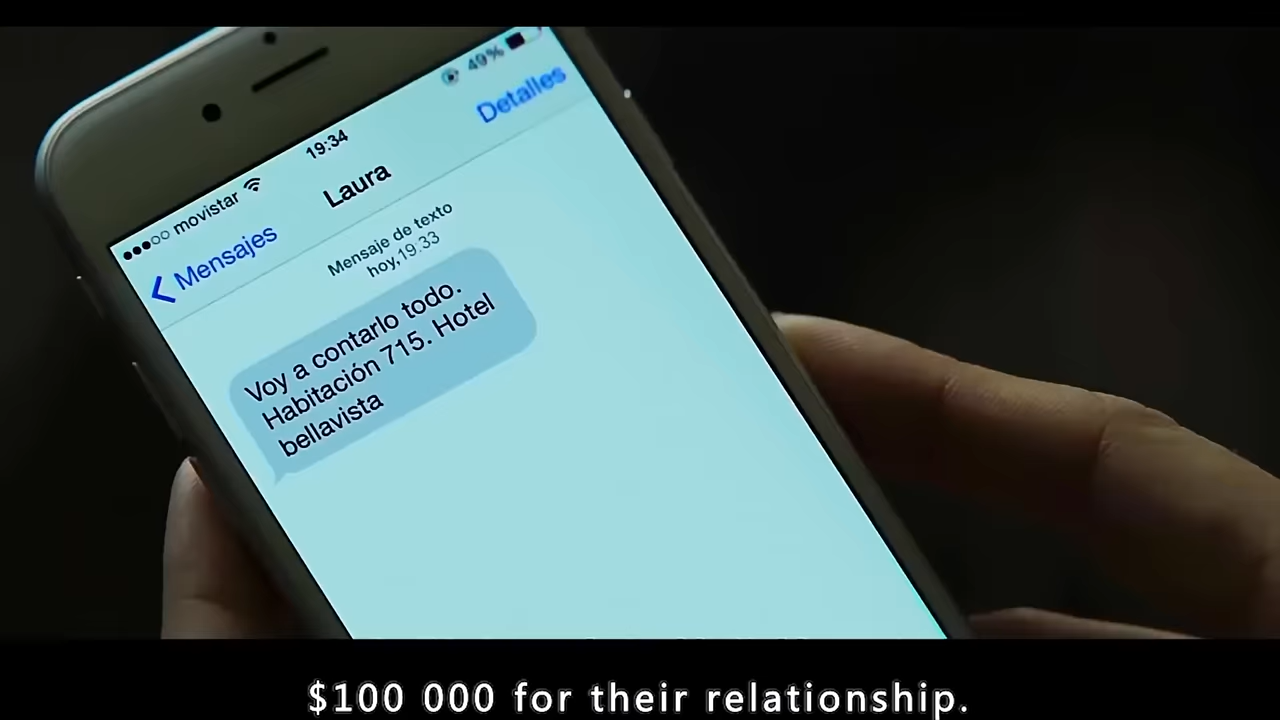 49%
19:34
movistar
Detalles
Laura
Mensajes
Mensaje de texto
hoy,19:33
Voy a contarlo todo.
Habitación 715. Hotel
bellavista
$100 000 for their relationship.